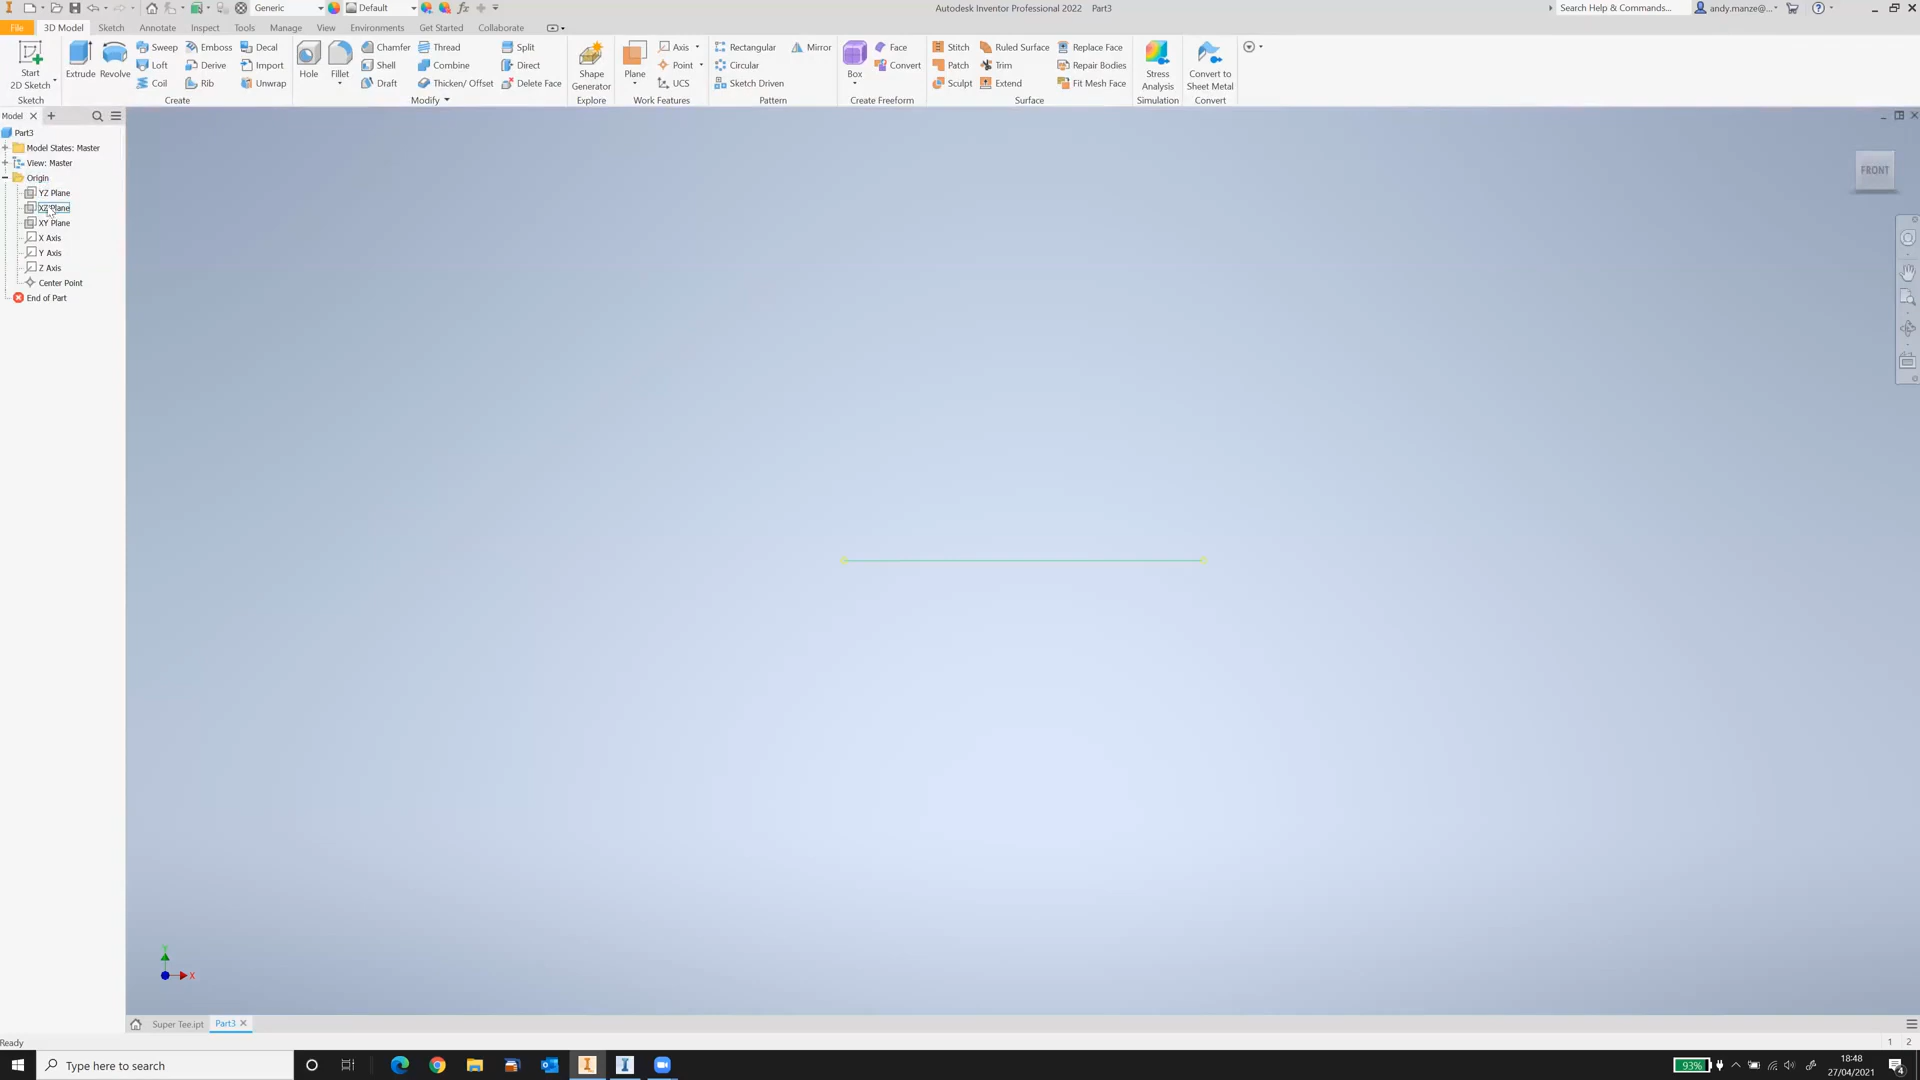 Generic Default Autodesk Inventor Professional 2022 Part3 Search Help & Commands... andy.manze@...
File 3D Model Sketch Annotate Inspect Tools Manage View Environments Get Started Collaborate
Start 2D Sketch
Sketch
Extrude Revolve Sweep Emboss Decal
Loft Derive Import
Coil Rib Unwrap
Create
Hole Fillet Chamfer Thread Split
Shell Combine Direct
Draft Thicken/ Offset Delete Face
Modify
Shape Generator
Explore
Plane Axis
Point
UCS
Work Features
Rectangular Mirror
Circular
Sketch Driven
Pattern
Box Face
Convert
Create Freeform
Stitch Ruled Surface Replace Face
Patch Trim Repair Bodies
Sculpt Extend Fit Mesh Face
Surface
Stress Analysis
Simulation
Convert to Sheet Metal
Convert
Model
Part3
Model States: Master
View: Master
Origin
YZ Plane
XZ Plane
XY Plane
X Axis
Y Axis
Z Axis
Center Point
End of Part
FRONT
Y
X
Super Tee.ipt Part3
Ready 1 2
Type here to search
93%
18:48
27/04/2021
4